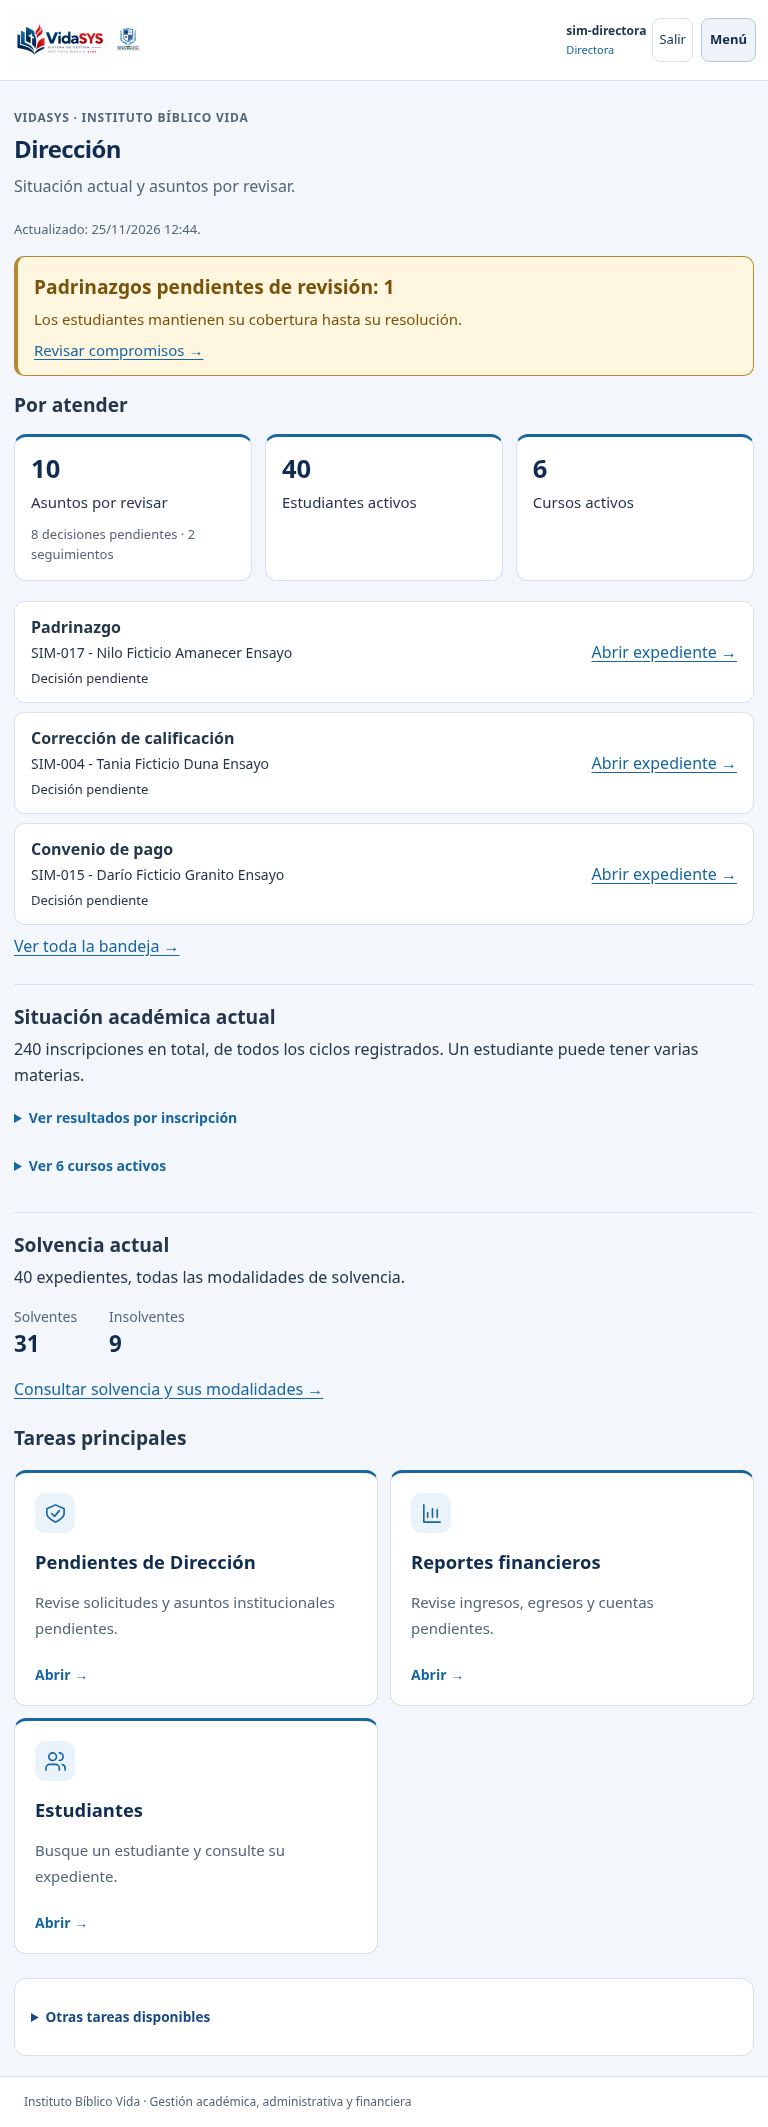 VidaSYS
sim-directora
Directora
Salir
Menú
VIDASYS · INSTITUTO BÍBLICO VIDA
Dirección
Situación actual y asuntos por revisar.
Actualizado: 25/11/2026 12:44.
Padrinazgos pendientes de revisión: 1
Los estudiantes mantienen su cobertura hasta su resolución.
Revisar compromisos →
Por atender
10
Asuntos por revisar
8 decisiones pendientes · 2
seguimientos
40
Estudiantes activos
6
Cursos activos
Padrinazgo
SIM-017 - Nilo Ficticio Amanecer Ensayo
Decisión pendiente
Abrir expediente →
Corrección de calificación
SIM-004 - Tania Ficticio Duna Ensayo
Decisión pendiente
Abrir expediente →
Convenio de pago
SIM-015 - Darío Ficticio Granito Ensayo
Decisión pendiente
Abrir expediente →
Ver toda la bandeja →
Situación académica actual
240 inscripciones en total, de todos los ciclos registrados. Un estudiante puede tener varias
materias.
▶ Ver resultados por inscripción
▶ Ver 6 cursos activos
Solvencia actual
40 expedientes, todas las modalidades de solvencia.
Solventes
31
Insolventes
9
Consultar solvencia y sus modalidades →
Tareas principales
Pendientes de Dirección
Revise solicitudes y asuntos institucionales
pendientes.
Abrir →
Reportes financieros
Revise ingresos, egresos y cuentas
pendientes.
Abrir →
Estudiantes
Busque un estudiante y consulte su
expediente.
Abrir →
▶ Otras tareas disponibles
Instituto Bíblico Vida · Gestión académica, administrativa y financiera